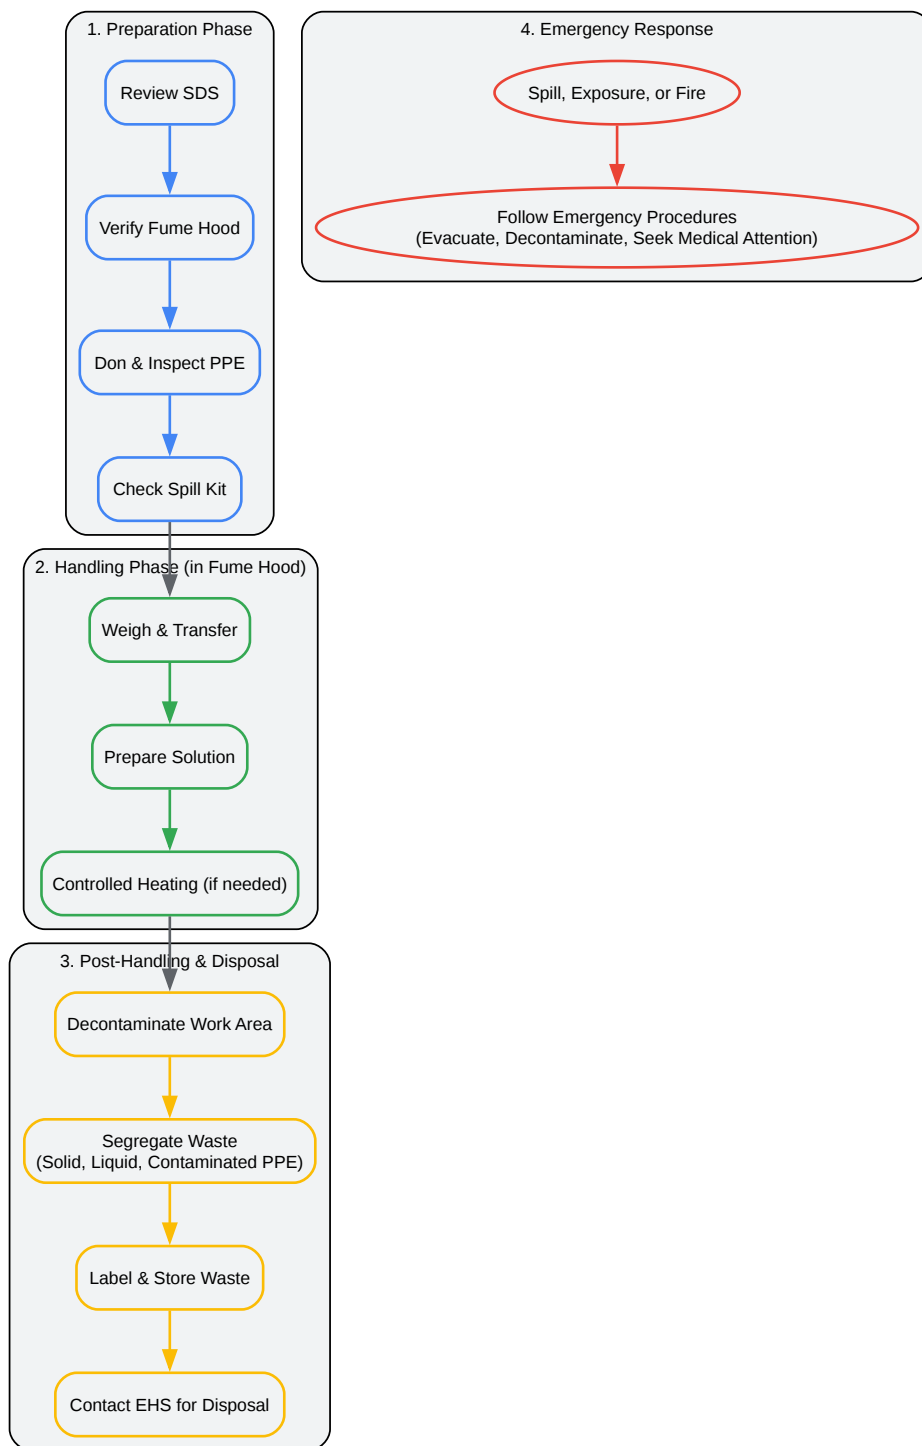 1. Preparation Phase
Review SDS
Verify Fume Hood
Don & Inspect PPE
Check Spill Kit
2. Handling Phase (in Fume Hood)
Weigh & Transfer
Prepare Solution
Controlled Heating (if needed)
3. Post-Handling & Disposal
Decontaminate Work Area
Segregate Waste
(Solid, Liquid, Contaminated PPE)
Label & Store Waste
Contact EHS for Disposal
4. Emergency Response
Spill, Exposure, or Fire
Follow Emergency Procedures
(Evacuate, Decontaminate, Seek Medical Attention)